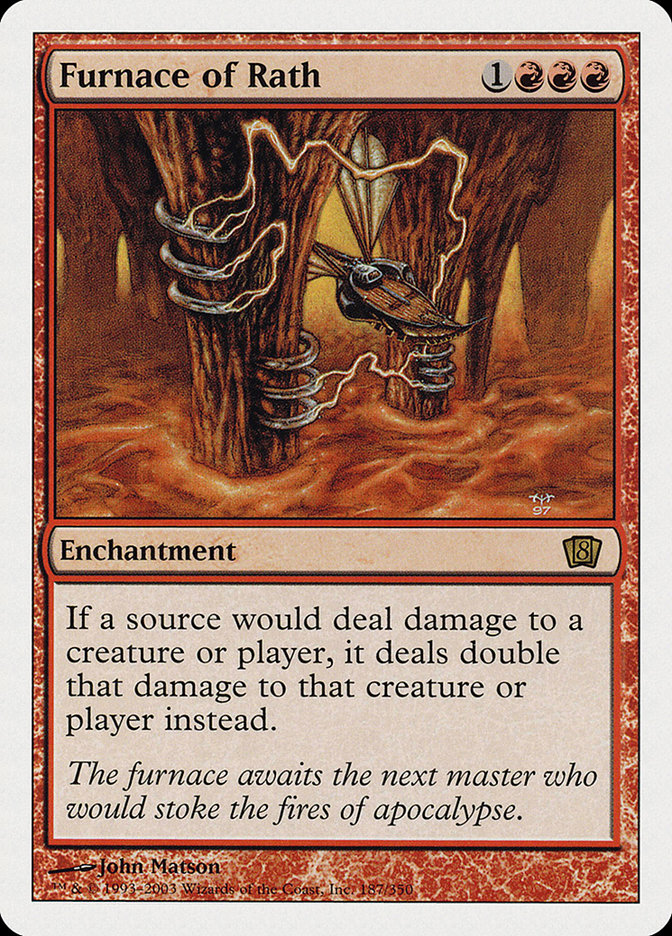 Furnace of Rath 1
97
Enchantment 8
If a source would deal damage to a
creature or player, it deals double
that damage to that creature or
player instead.
The furnace awaits the next master who
would stoke the fires of apocalypse.
John Matson
™ & © 1993–2003 Wizards of the Coast, Inc. 187/350